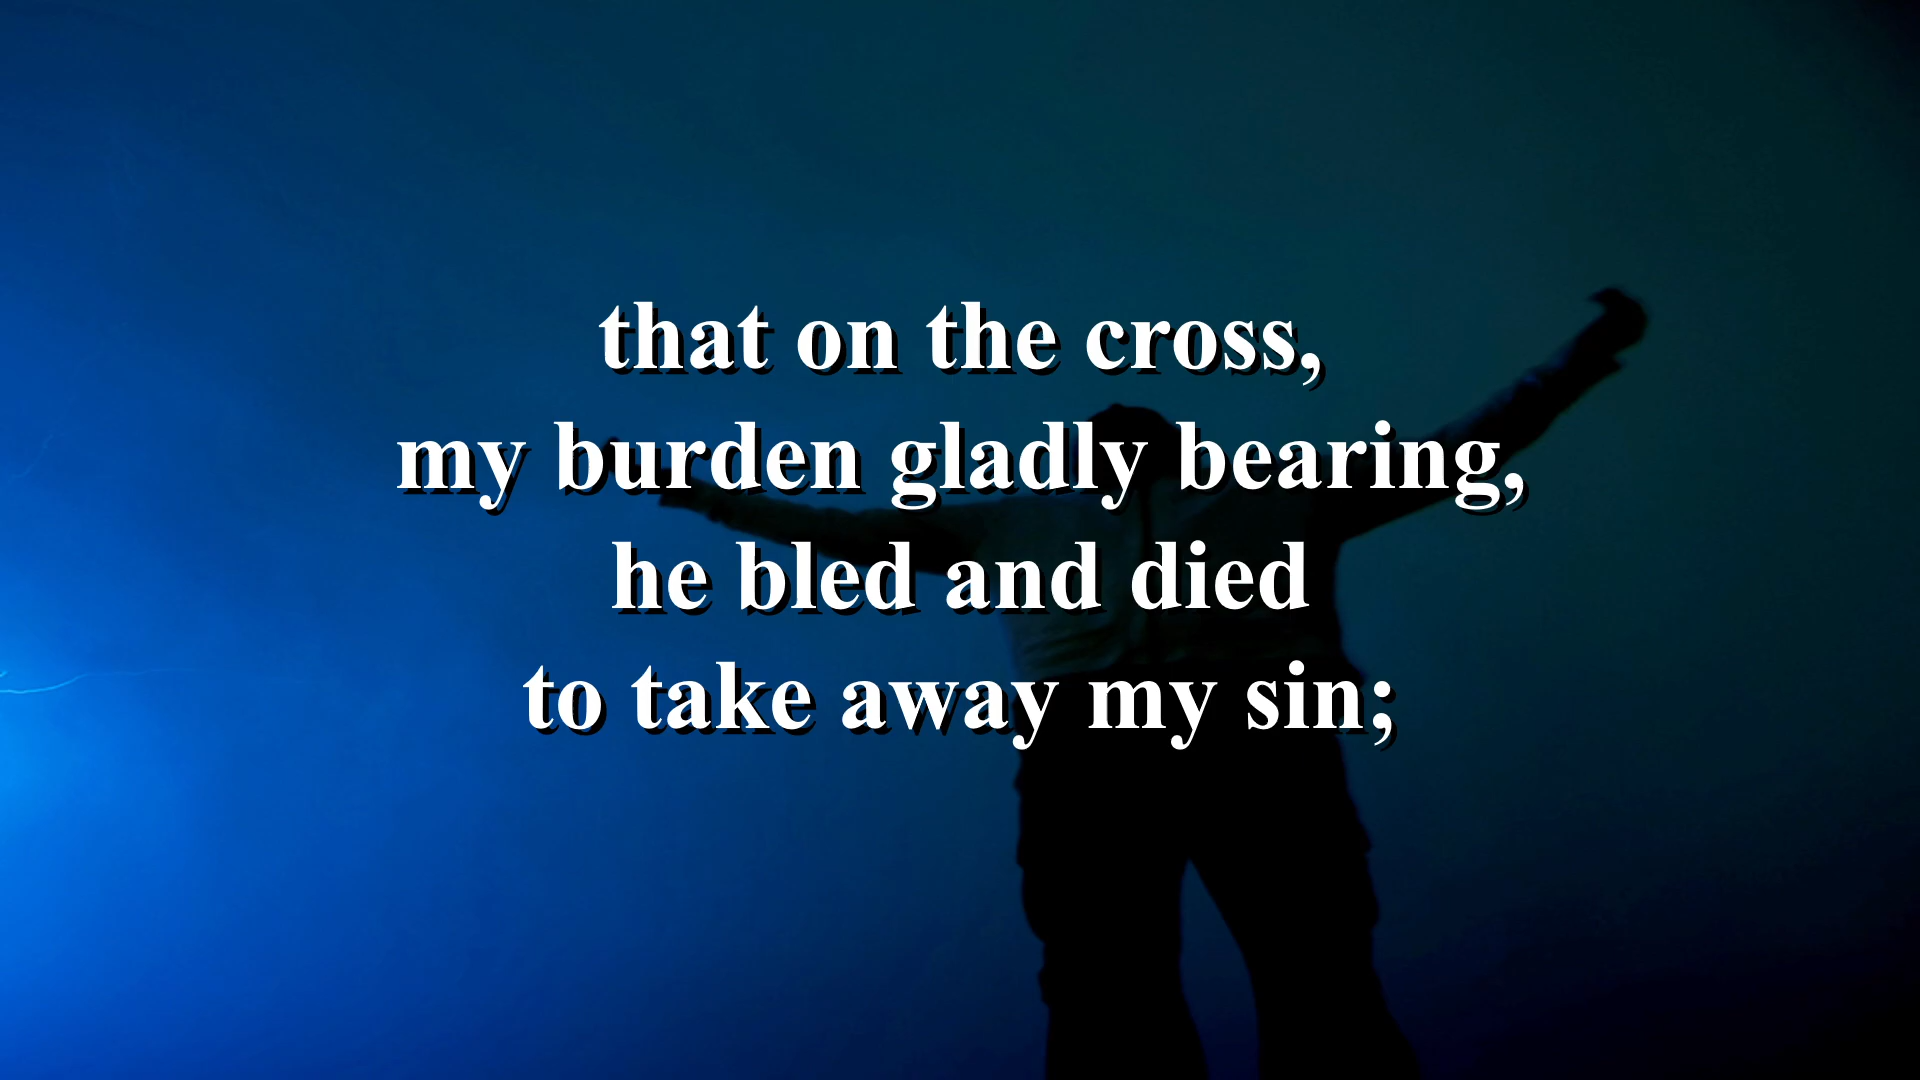 that on the cross,
my burden gladly bearing,
he bled and died
to take away my sin;